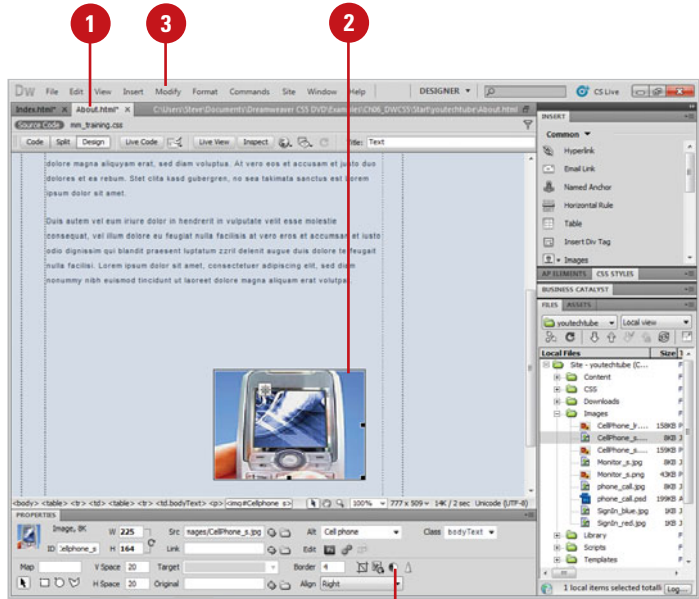 1
3
2
DW File Edit View Insert Modify Format Commands Site Window Help DESIGNER CS Live
Index.html* x About.html* x C:\Users\Steve\Documents\Dreamweaver CS5 DVD\Examples\Ch06_DWCS5\Start\youtechtube\About.html
Source Code mm_training.css
Code Split Design Live Code Live View Inspect Title: Text
dolore magna aliquyam erat, sed diam voluptua. At vero eos et accusam et justo duo
dolores et ea rebum. Stet clita kasd gubergren, no sea takimata sanctus est Lorem
ipsum dolor sit amet.
Duis autem vel eum iriure dolor in hendrerit in vulputate velit esse molestie
consequat, vel illum dolore eu feugiat nulla facilisis at vero eros et accumsan et iusto
odio dignissim qui blandit praesent luptatum zzril delenit augue duis dolore te feugait
nulla facilisi. Lorem ipsum dolor sit amet, consectetuer adipiscing elit, sed diam
nonummy nibh euismod tincidunt ut laoreet dolore magna aliquam erat volutpat.
<body> <table> <tr> <td> <table> <tr> <td.bodyText> <p> <img#Cellphone_s> 100% 777 x 509 14K / 2 sec Unicode (UTF-8)
PROPERTIES
Image, 8K W 225 Src mages/CellPhone_s.jpg Alt Cell phone Class bodyText
ID Cellphone_s H 164 Link Edit
Map V Space 20 Target Border 4
H Space 20 Original Align Right
INSERT
Common
Hyperlink
Email Link
Named Anchor
Horizontal Rule
Table
Insert Div Tag
Images
AP ELEMENTS CSS STYLES
BUSINESS CATALYST
FILES ASSETS
youtechtube Local view
Local Files Size
Site - youtechtube (C...
Content
CSS
Downloads
Images
CellPhone_lr.... 158KB
CellPhone_s.... 8KB
CellPhone_s.... 159KB
Monitor_s.jpg 8KB
Monitor_s.png 43KB
phone_call.jpg 8KB
phone_call.psd 199KB
SignIn_blue.jpg 1KB
SignIn_red.jpg 1KB
Library
Scripts
Templates
1 local items selected totalli Log...